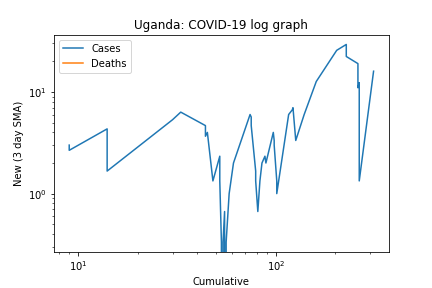 Uganda: COVID-19 log graph
Cases
Deaths
New (3 day SMA)
10¹
10⁰
10¹
10²
Cumulative